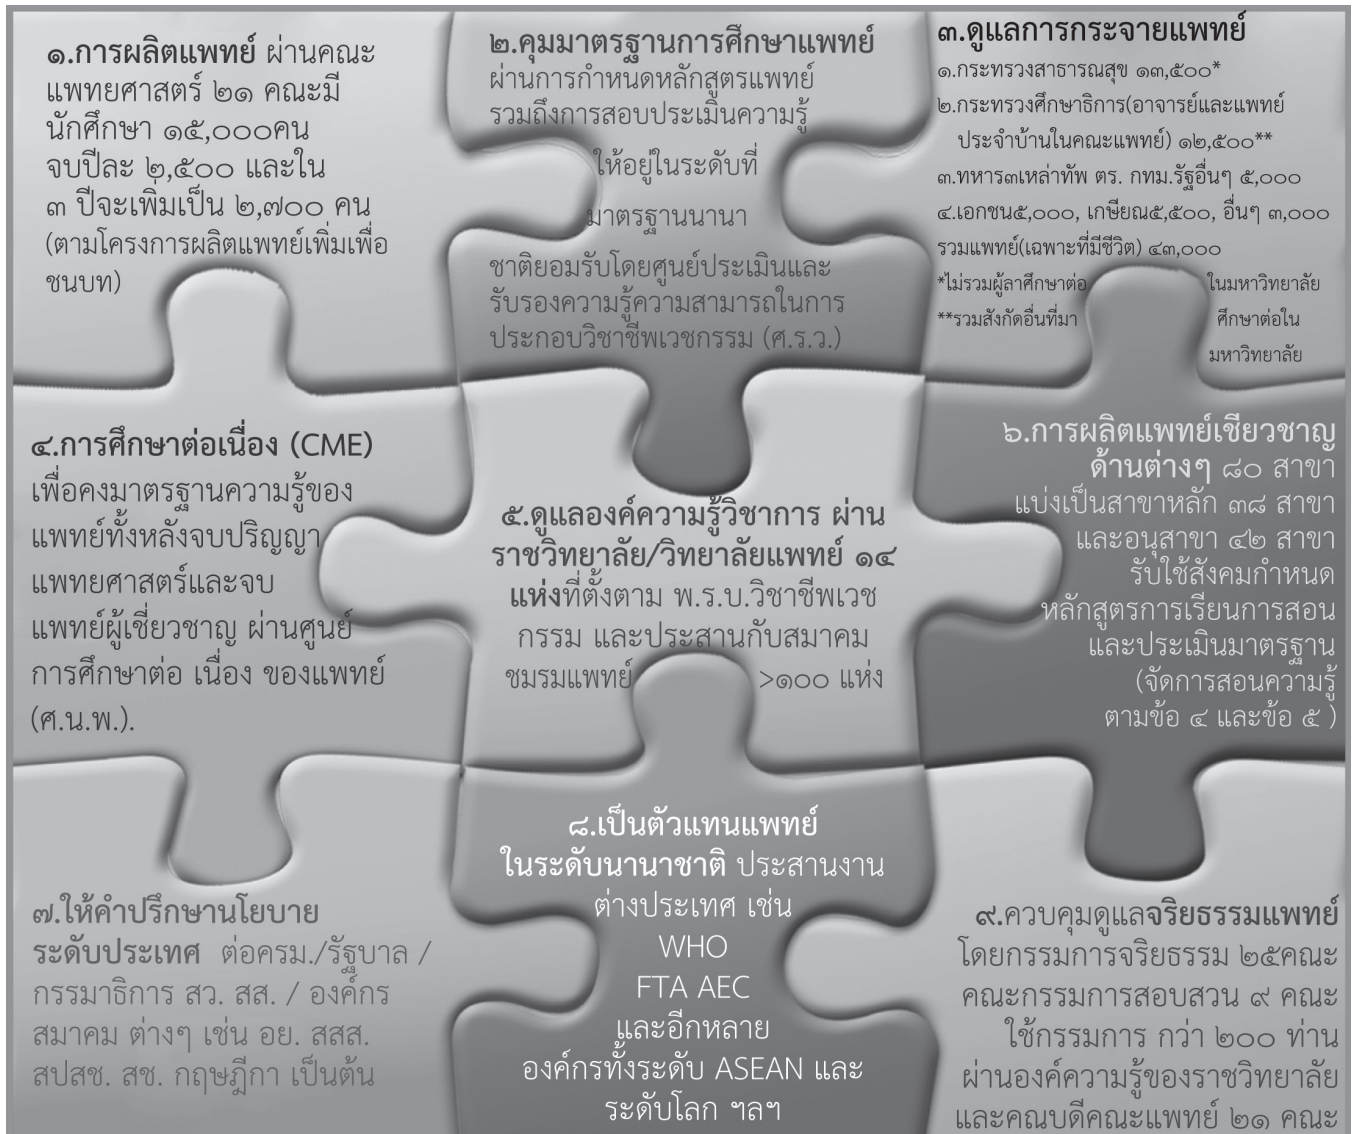 ๑.การผลิตแพทย์ ผ่านคณะ
แพทยศาสตร์ ๒๑ คณะมี
นักศึกษา ๑๕,๐๐๐คน
จบปีละ ๒,๕๐๐ และใน
๓ ปีจะเพิ่มเป็น ๒,๗๐๐ คน
(ตามโครงการผลิตแพทย์เพิ่มเพื่อ
ชนบท)
๒.คุมมาตรฐานการศึกษาแพทย์
ผ่านการกำหนดหลักสูตรแพทย์
รวมถึงการสอบประเมินความรู้
ให้อยู่ในระดับที่
มาตรฐานนานา
ชาติยอมรับโดยศูนย์ประเมินและ
รับรองความรู้ความสามารถในการ
ประกอบวิชาชีพเวชกรรม (ศ.ร.ว.)
๓.ดูแลการกระจายแพทย์
๑.กระทรวงสาธารณสุข ๑๓,๕๐๐*
๒.กระทรวงศึกษาธิการ(อาจารย์และแพทย์
ประจำบ้านในคณะแพทย์) ๑๒,๕๐๐**
๓.ทหาร๓เหล่าทัพ ตร. กทม.รัฐอื่นๆ ๕,๐๐๐
๔.เอกชน๕,๐๐๐, เกษียณ๕,๕๐๐, อื่นๆ ๓,๐๐๐
รวมแพทย์(เฉพาะที่มีชีวิต) ๔๓,๐๐๐
*ไม่รวมผู้ลาศึกษาต่อ ในมหาวิทยาลัย
**รวมสังกัดอื่นที่มา ศึกษาต่อใน
มหาวิทยาลัย
๔.การศึกษาต่อเนื่อง (CME)
เพื่อคงมาตรฐานความรู้ของ
แพทย์ทั้งหลังจบปริญญา
แพทยศาสตร์และจบ
แพทย์ผู้เชี่ยวชาญ ผ่านศูนย์
การศึกษาต่อ เนื่อง ของแพทย์
(ศ.น.พ.).
๕.ดูแลองค์ความรู้วิชาการ ผ่าน
ราชวิทยาลัย/วิทยาลัยแพทย์ ๑๔
แห่งที่ตั้งตาม พ.ร.บ.วิชาชีพเวช
กรรม และประสานกับสมาคม
ชมรมแพทย์ >๑๐๐ แห่ง
๖.การผลิตแพทย์เชียวชาญ
ด้านต่างๆ ๘๐ สาขา
แบ่งเป็นสาขาหลัก ๓๘ สาขา
และอนุสาขา ๔๒ สาขา
รับใช้สังคมกำหนด
หลักสูตรการเรียนการสอน
และประเมินมาตรฐาน
(จัดการสอนความรู้
ตามข้อ ๔ และข้อ ๕ )
๗.ให้คำปรึกษานโยบาย
ระดับประเทศ ต่อครม./รัฐบาล /
กรรมาธิการ สว. สส. / องค์กร
สมาคม ต่างๆ เช่น อย. สสส.
สปสช. สช. กฤษฎีกา เป็นต้น
๘.เป็นตัวแทนแพทย์
ในระดับนานาชาติ ประสานงาน
ต่างประเทศ เช่น
WHO
FTA AEC
และอีกหลาย
องค์กรทั้งระดับ ASEAN และ
ระดับโลก ฯลฯ
๙.ควบคุมดูแลจริยธรรมแพทย์
โดยกรรมการจริยธรรม ๒๕คณะ
คณะกรรมการสอบสวน ๙ คณะ
ใช้กรรมการ กว่า ๒๐๐ ท่าน
ผ่านองค์ความรู้ของราชวิทยาลัย
และคณบดีคณะแพทย์ ๒๑ คณะ